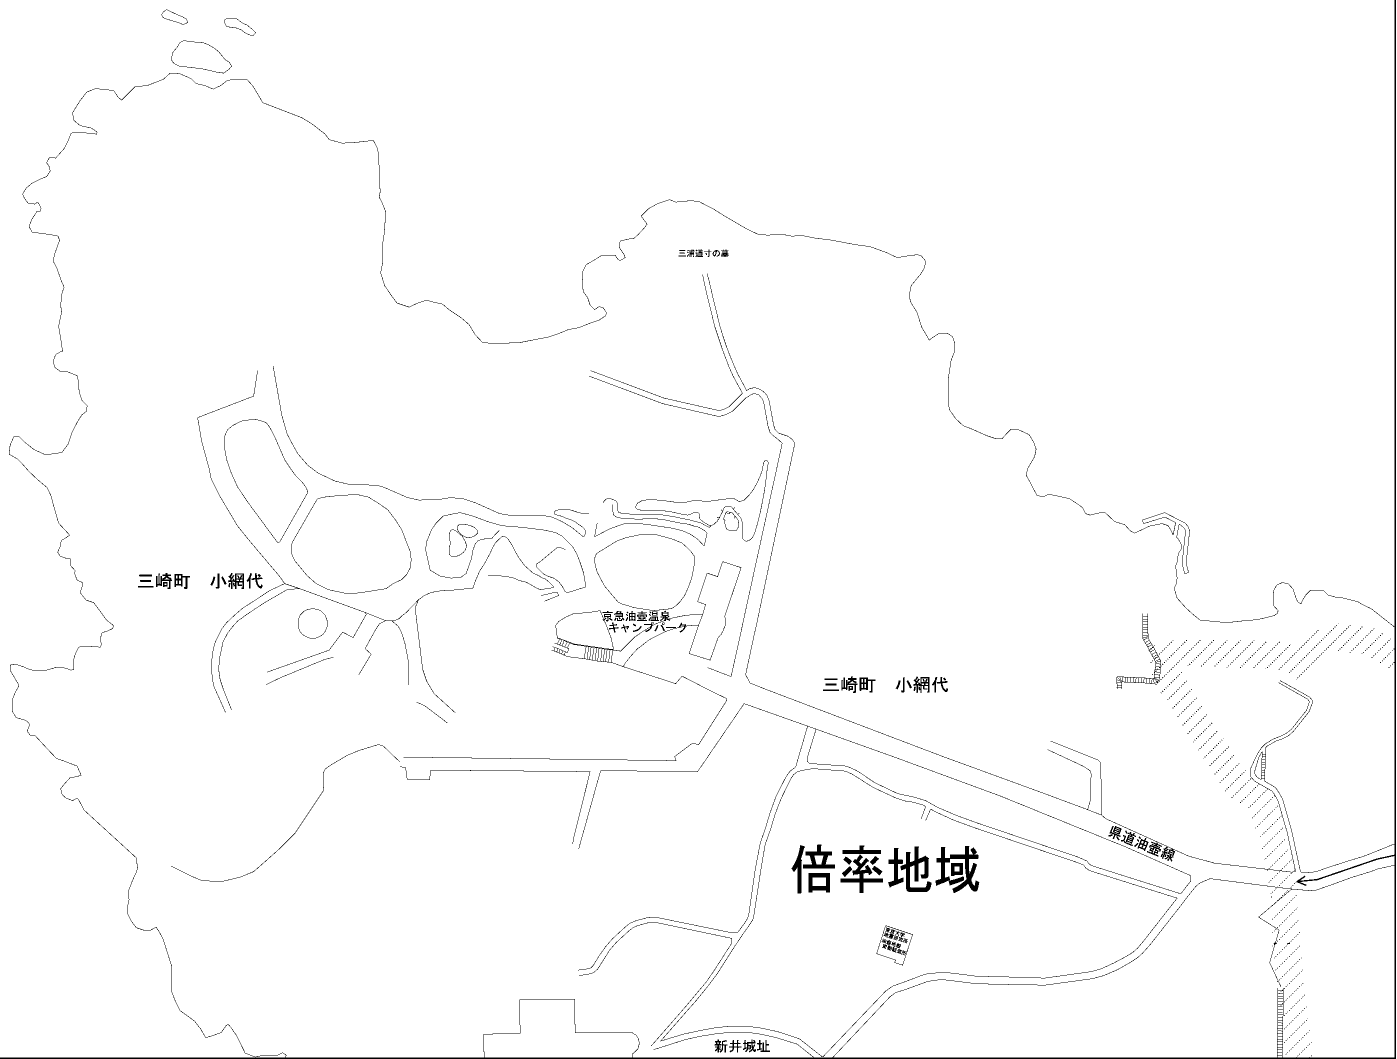 三浦道寸の墓
三崎町　小網代
京急油壺温泉
キャンプパーク
三崎町　小網代
県道油壺線
倍率地域
新井城址